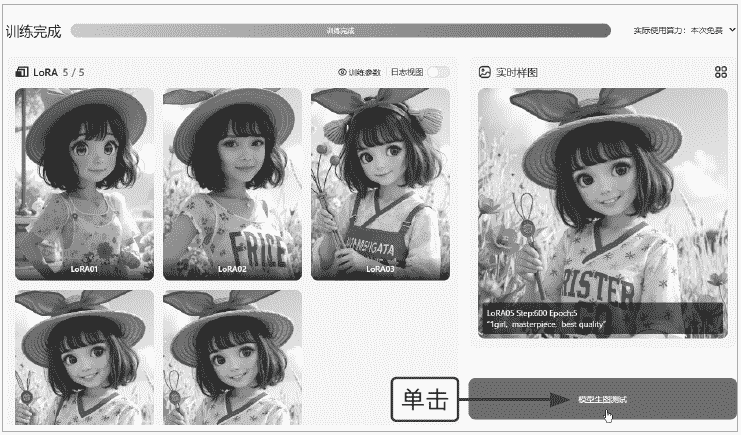 训练完成
训练完成
实际使用算力：本次免费
LoRA 5 / 5
训练参数
日志视图
实时样图
LoRA01
LoRA02
LoRA03
LoRA05 Step:600 Epoch:5
"1girl, masterpiece, best quality"
单击
模型生图测试